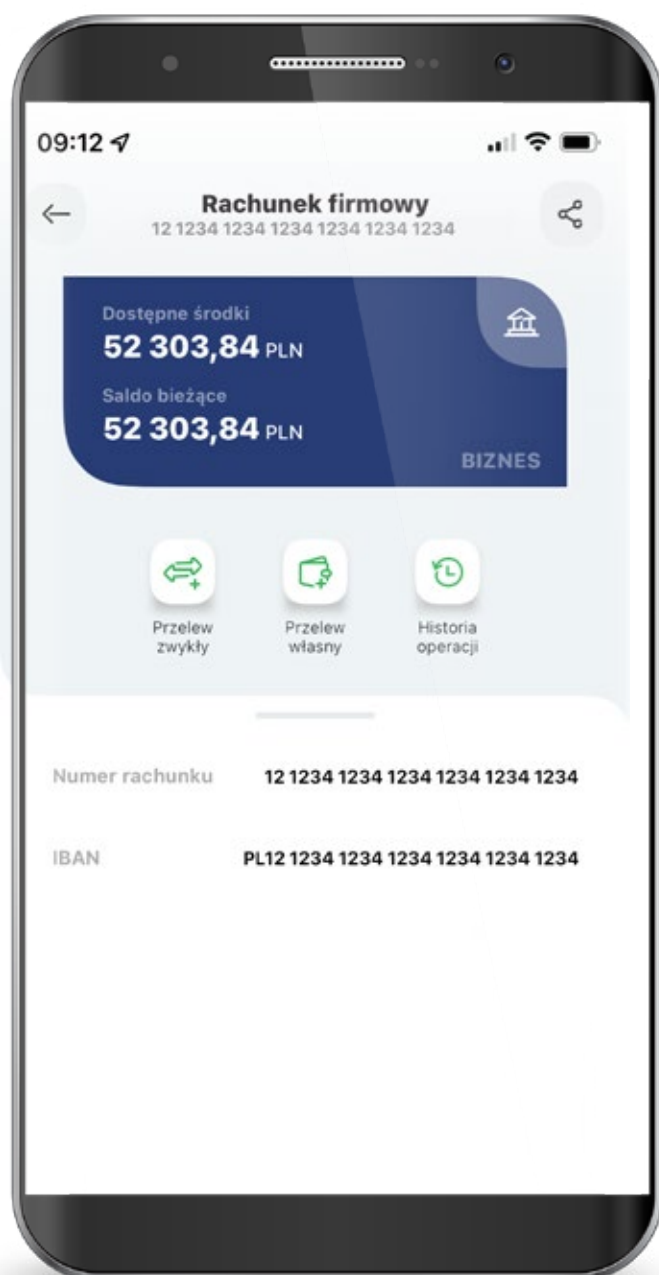 09:12
Rachunek firmowy
12 1234 1234 1234 1234 1234 1234
Dostępne środki
52 303,84 PLN
Saldo bieżące
52 303,84 PLN
BIZNES
Przelew
zwykły
Przelew
własny
Historia
operacji
Numer rachunku 12 1234 1234 1234 1234 1234 1234
IBAN PL12 1234 1234 1234 1234 1234 1234